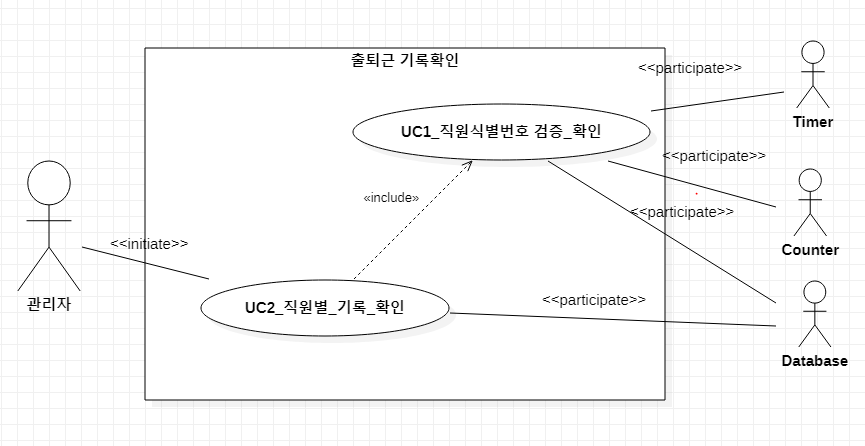 출퇴근 기록확인
<<participate>>
Timer
UC1_직원식별번호 검증_확인
<<participate>>
«include»
<<participate>>
Counter
<<initiate>>
관리자
UC2_직원별_기록_확인
<<participate>>
Database